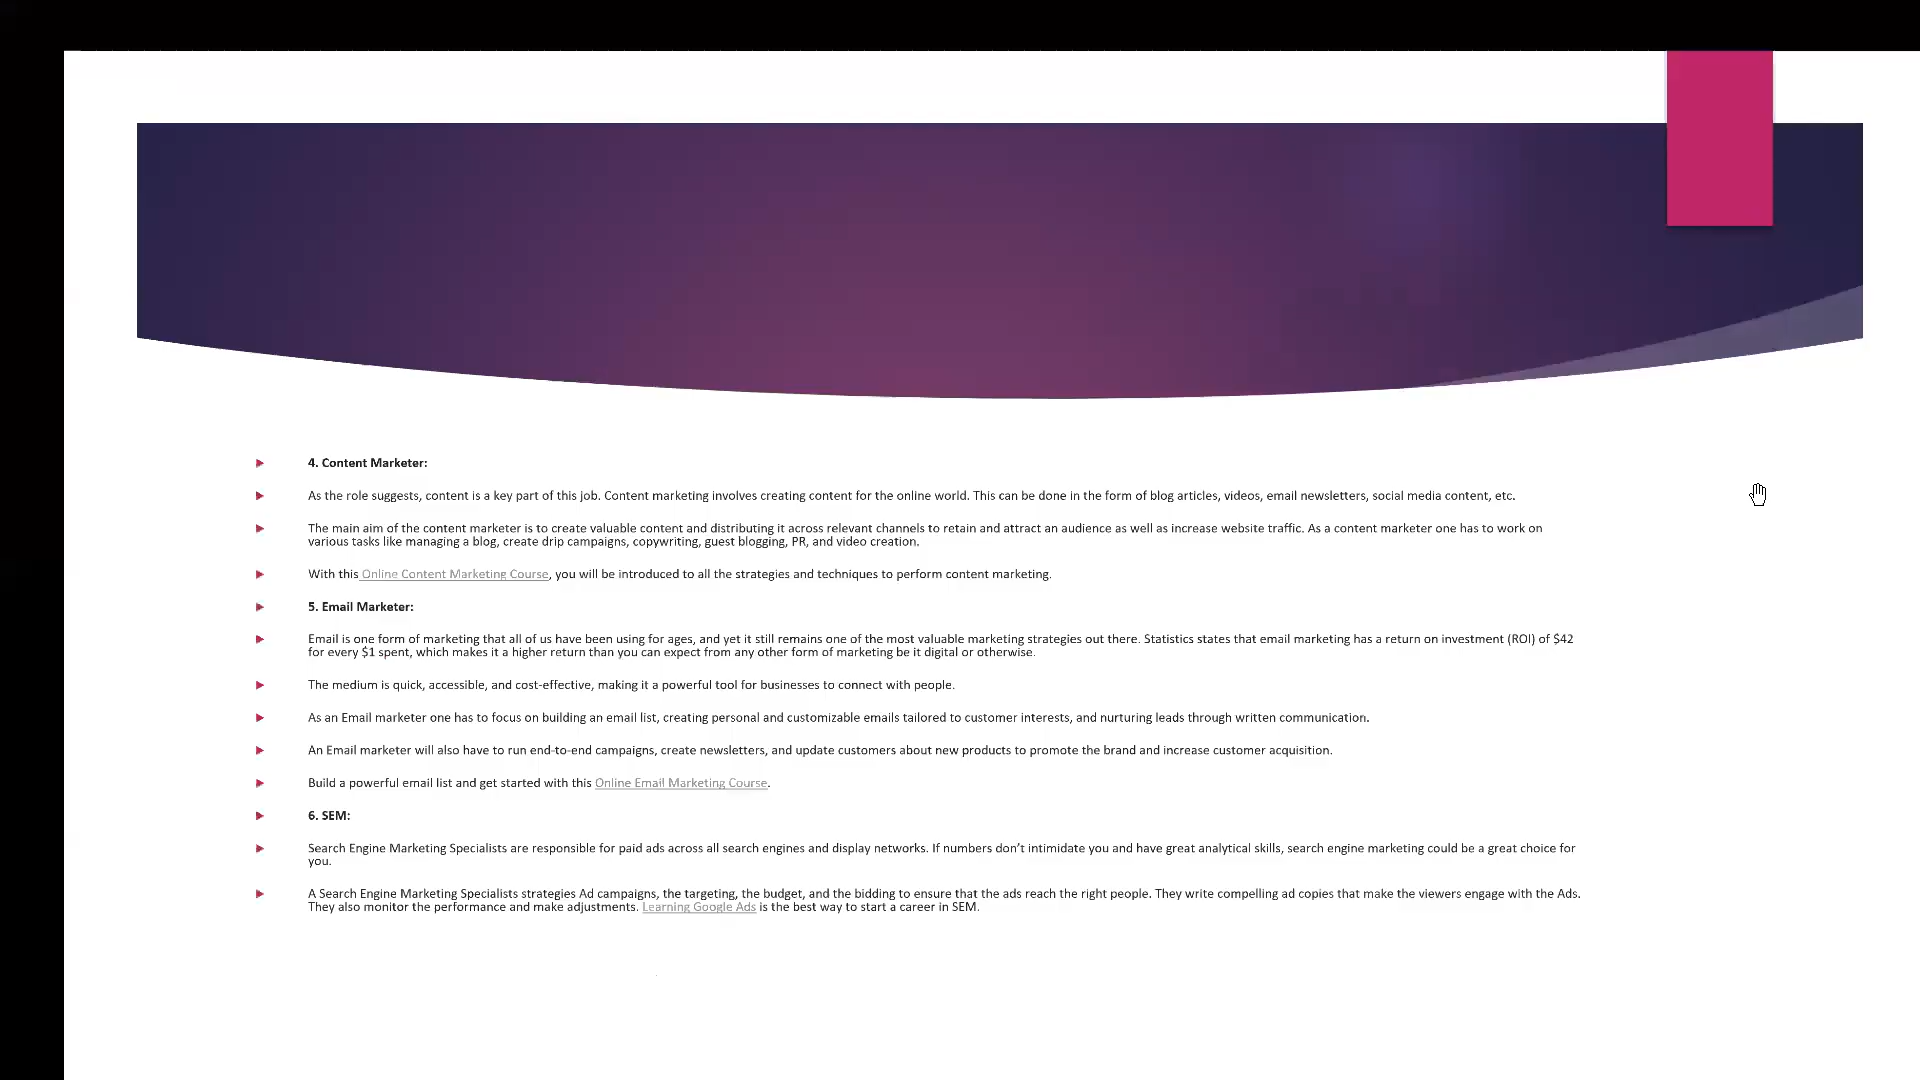 4. Content Marketer:
As the role suggests, content is a key part of this job. Content marketing involves creating content for the online world. This can be done in the form of blog articles, videos, email newsletters, social media content, etc.
The main aim of the content marketer is to create valuable content and distributing it across relevant channels to retain and attract an audience as well as increase website traffic. As a content marketer one has to work on
various tasks like managing a blog, create drip campaigns, copywriting, guest blogging, PR, and video creation.
With this Online Content Marketing Course, you will be introduced to all the strategies and techniques to perform content marketing.
5. Email Marketer:
Email is one form of marketing that all of us have been using for ages, and yet it still remains one of the most valuable marketing strategies out there. Statistics states that email marketing has a return on investment (ROI) of $42
for every $1 spent, which makes it a higher return than you can expect from any other form of marketing be it digital or otherwise.
The medium is quick, accessible, and cost-effective, making it a powerful tool for businesses to connect with people.
As an Email marketer one has to focus on building an email list, creating personal and customizable emails tailored to customer interests, and nurturing leads through written communication.
An Email marketer will also have to run end-to-end campaigns, create newsletters, and update customers about new products to promote the brand and increase customer acquisition.
Build a powerful email list and get started with this Online Email Marketing Course.
6. SEM:
Search Engine Marketing Specialists are responsible for paid ads across all search engines and display networks. If numbers don't intimidate you and have great analytical skills, search engine marketing could be a great choice for
you.
A Search Engine Marketing Specialists strategies Ad campaigns, the targeting, the budget, and the bidding to ensure that the ads reach the right people. They write compelling ad copies that make the viewers engage with the Ads.
They also monitor the performance and make adjustments. Learning Google Ads is the best way to start a career in SEM.